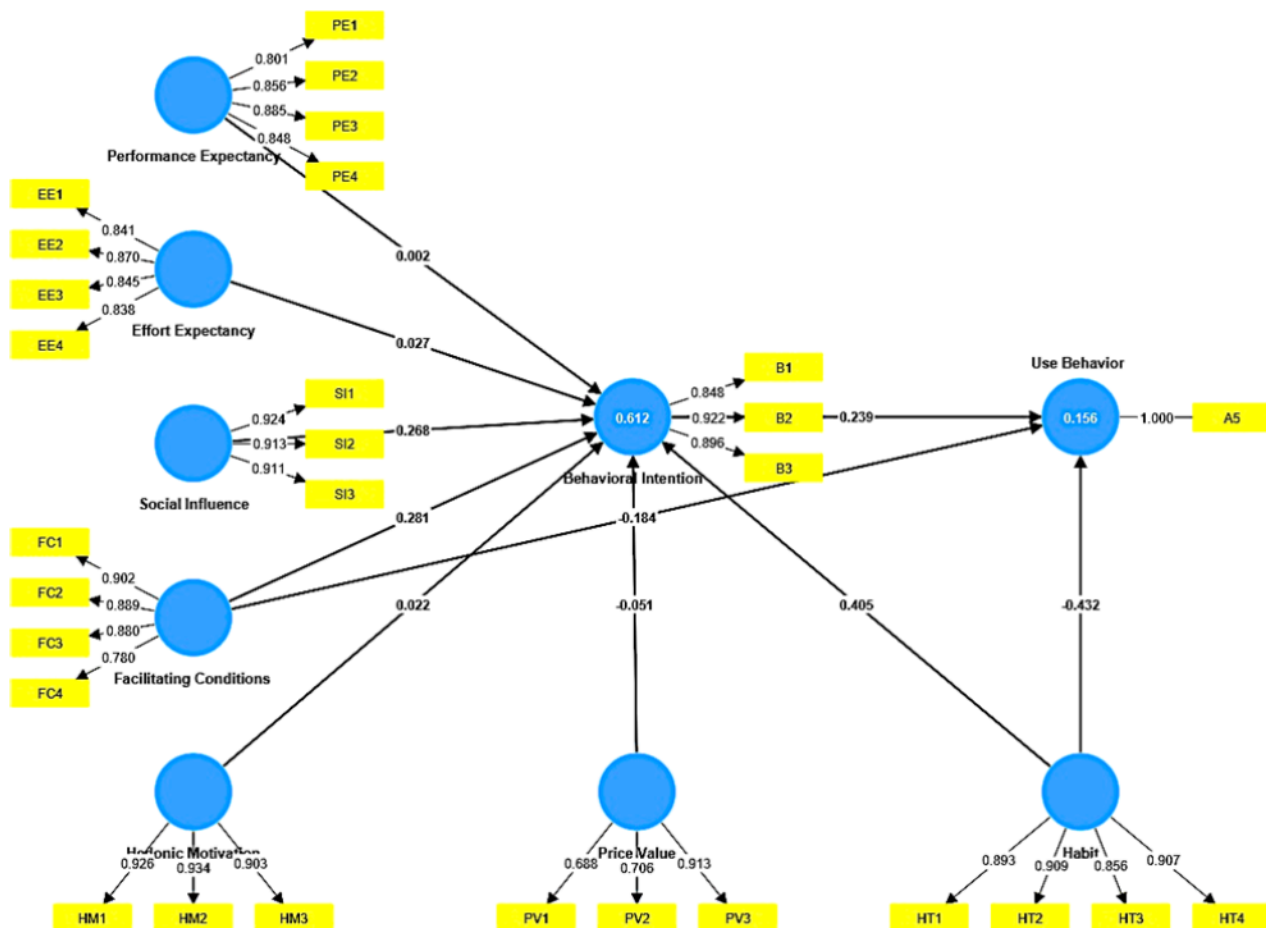 PE1
0.801
PE2
0.856
PE3
0.885
0.848
PE4
Performance Expectancy
0.002
EE1
0.841
EE2
0.870
EE3
0.845
0.838
EE4
Effort Expectancy
0.027
SI1
0.924
SI2
0.913
0.911
SI3
Social Influence
0.268
0.612
Behavioral Intention
B1
0.848
B2
0.922
0.896
B3
0.239
Use Behavior
0.156
1.000
A5
FC1
0.902
FC2
0.889
FC3
0.880
0.780
FC4
Facilitating Conditions
0.281
-0.184
0.022
-0.051
0.405
-0.432
Hedonic Motivation
0.926
0.934
0.903
HM1
HM2
HM3
Price Value
0.688
0.706
0.913
PV1
PV2
PV3
Habit
0.893
0.909
0.856
0.907
HT1
HT2
HT3
HT4